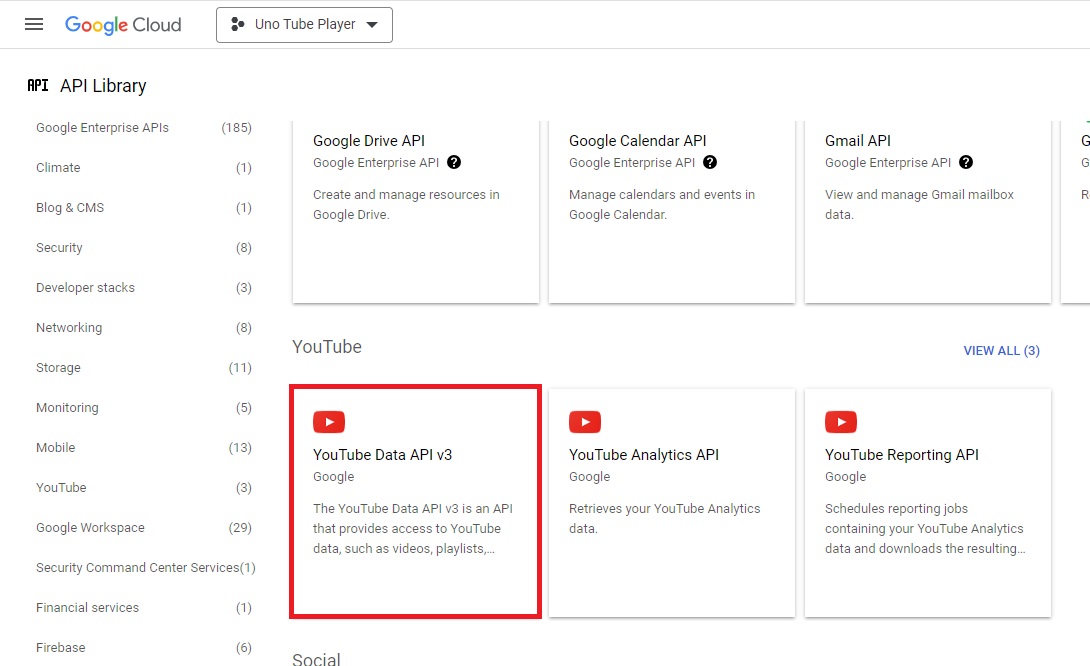 Google Cloud
Uno Tube Player
API API Library
Google Enterprise APIs (185)
Climate (1)
Blog & CMS (1)
Security (8)
Developer stacks (3)
Networking (8)
Storage (11)
Monitoring (5)
Mobile (13)
YouTube (3)
Google Workspace (29)
Security Command Center Services(1)
Financial services (1)
Firebase (6)
Google Drive API
Google Enterprise API ?
Create and manage resources in
Google Drive.
Google Calendar API
Google Enterprise API ?
Manage calendars and events in
Google Calendar.
Gmail API
Google Enterprise API ?
View and manage Gmail mailbox
data.
YouTube
VIEW ALL (3)
YouTube Data API v3
Google
The YouTube Data API v3 is an API
that provides access to YouTube
data, such as videos, playlists,...
YouTube Analytics API
Google
Retrieves your YouTube Analytics
data.
YouTube Reporting API
Google
Schedules reporting jobs
containing your YouTube Analytics
data and downloads the resulting...
Social